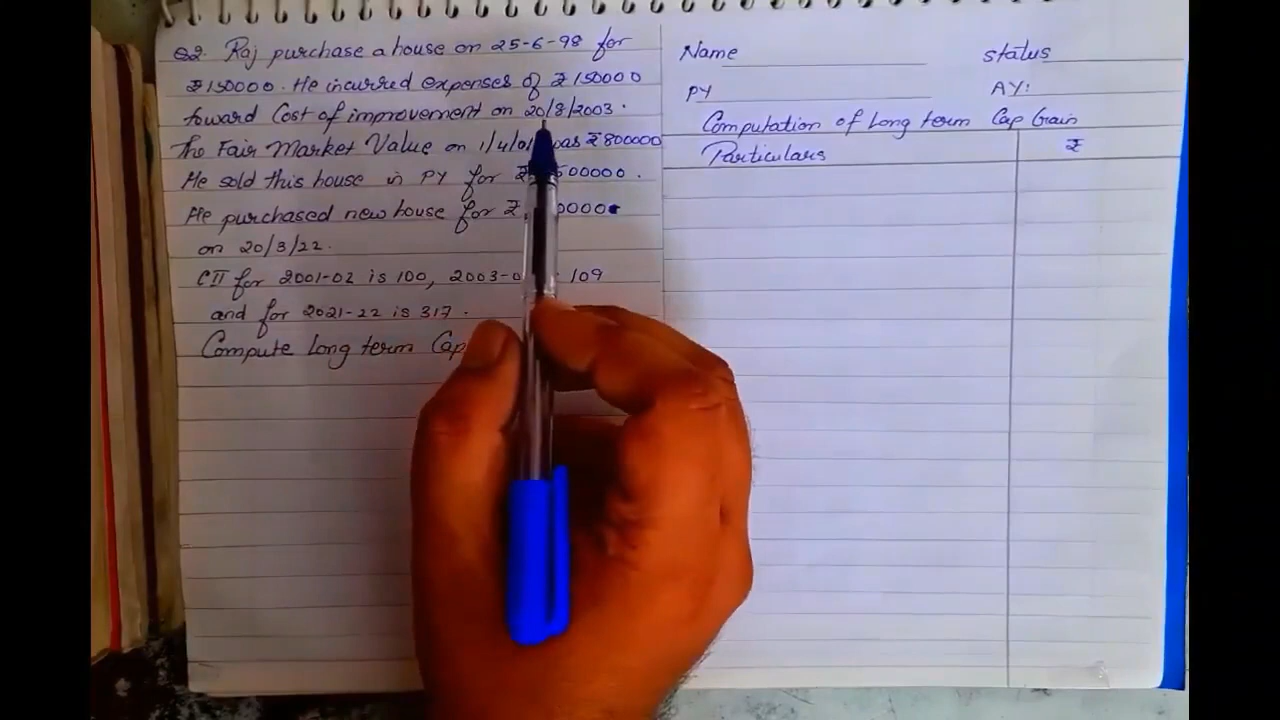 Q2. Raj purchase a house on 25-6-98 for
₹150000. He incurred expenses of ₹150000
toward Cost of improvement on 20/8/2003.
The Fair Market Value on 1/4/01 was ₹800000
He sold this house in PY for ₹ 500000.
He purchased new house for ₹ 0000
on 20/3/22.
CII for 2001-02 is 100, 2003-0 109
and for 2021-22 is 317.
Compute Long term Cap
Name
status
PY
AY:
Computation of Long term Cap Gain
Particulars
₹